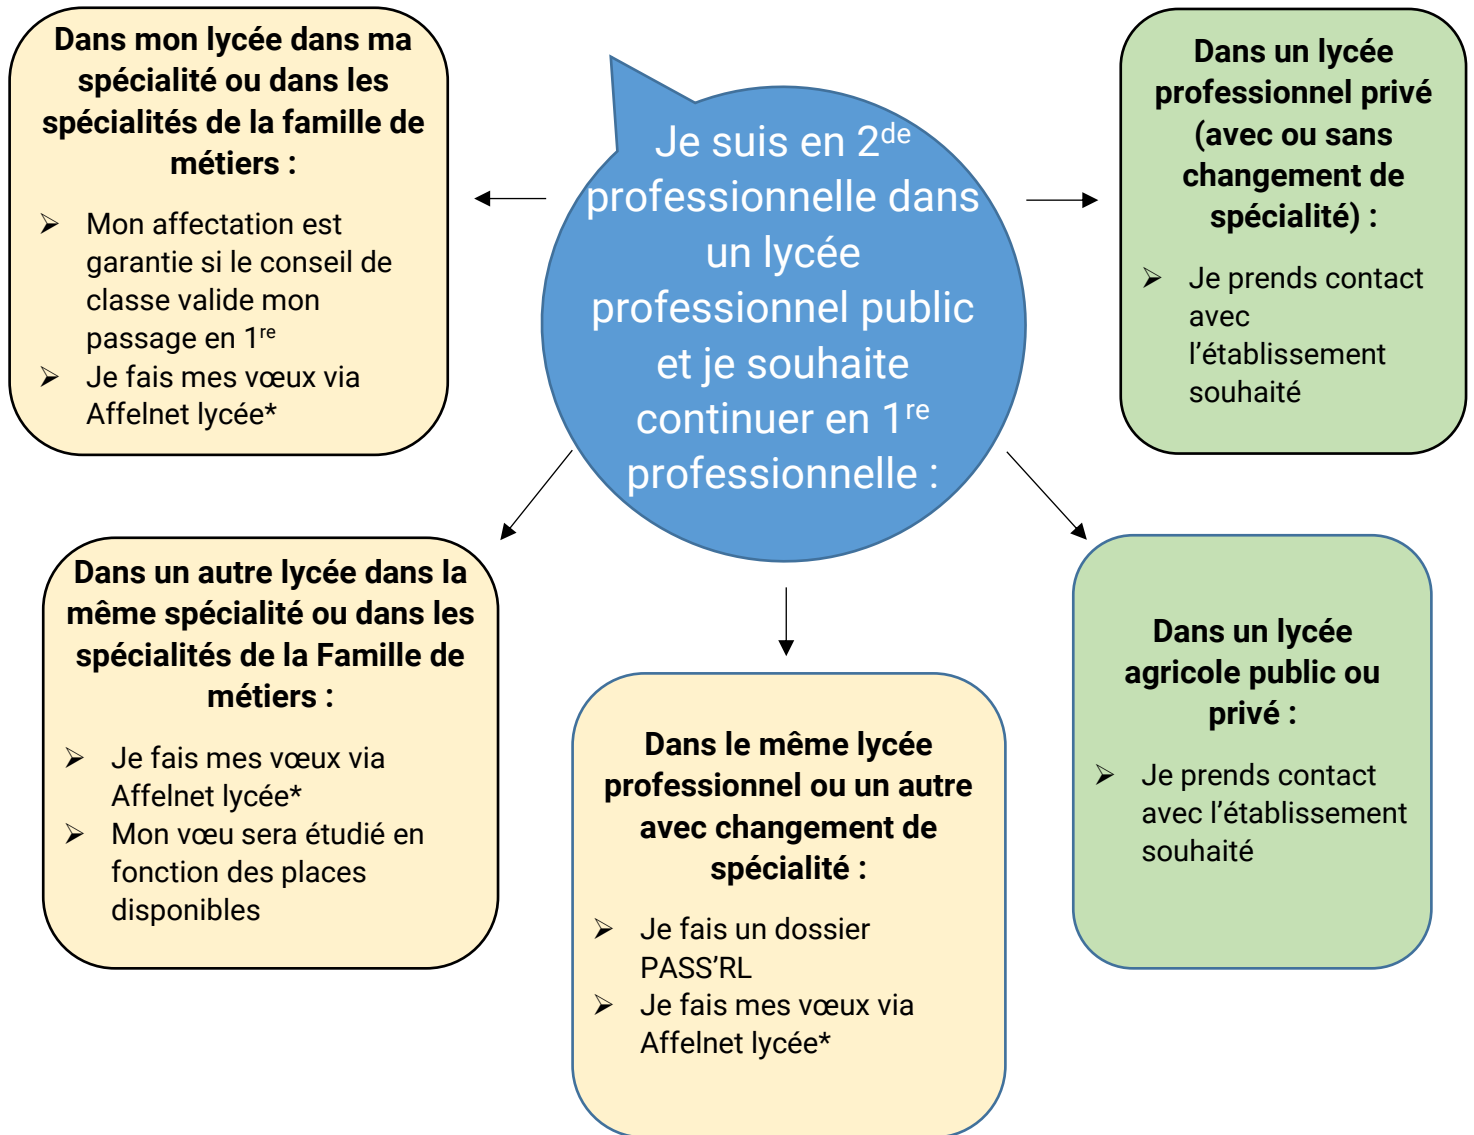 Dans mon lycée dans ma
spécialité ou dans les
spécialités de la famille de
métiers :
➢ Mon affectation est
garantie si le conseil de
classe valide mon
passage en 1re
➢ Je fais mes vœux via
Affelnet lycée*
Je suis en 2de
professionnelle dans
un lycée
professionnel public
et je souhaite
continuer en 1re
professionnelle :
Dans un lycée
professionnel privé
(avec ou sans
changement de
spécialité) :
➢ Je prends contact
avec
l’établissement
souhaité
Dans un autre lycée dans la
même spécialité ou dans les
spécialités de la Famille de
métiers :
➢ Je fais mes vœux via
Affelnet lycée*
➢ Mon vœu sera étudié en
fonction des places
disponibles
Dans le même lycée
professionnel ou un autre
avec changement de
spécialité :
➢ Je fais un dossier
PASS’RL
➢ Je fais mes vœux via
Affelnet lycée*
Dans un lycée
agricole public ou
privé :
➢ Je prends contact
avec l’établissement
souhaité